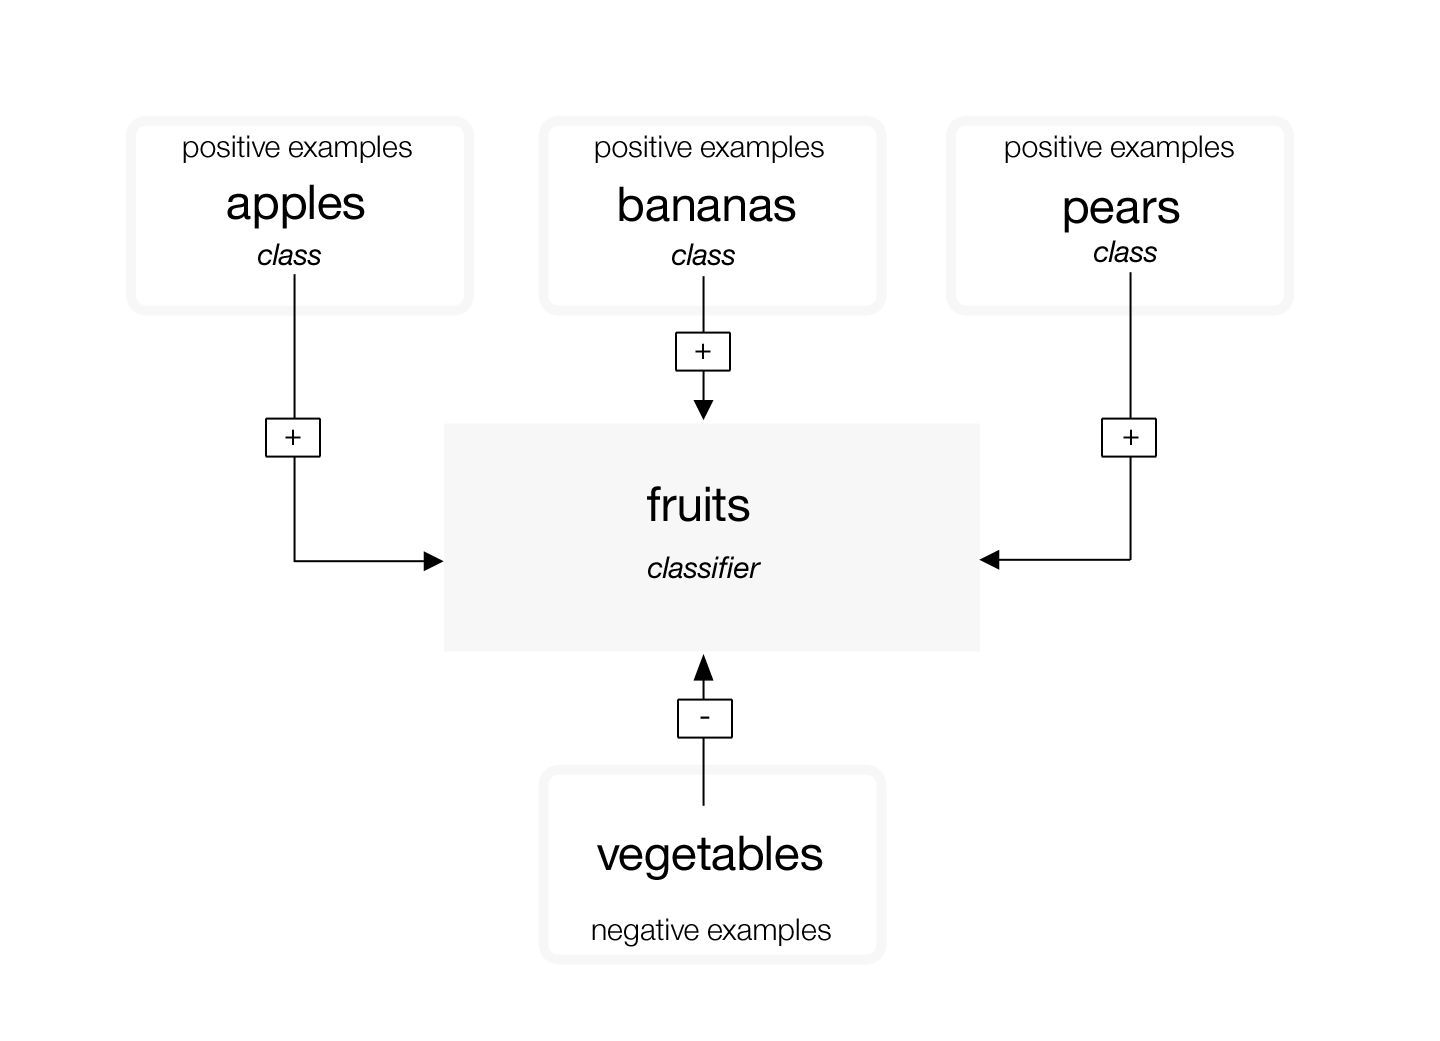 positive examples
apples
class
positive examples
bananas
class
positive examples
pears
class
+
+
+
fruits
classifier
-
vegetables
negative examples